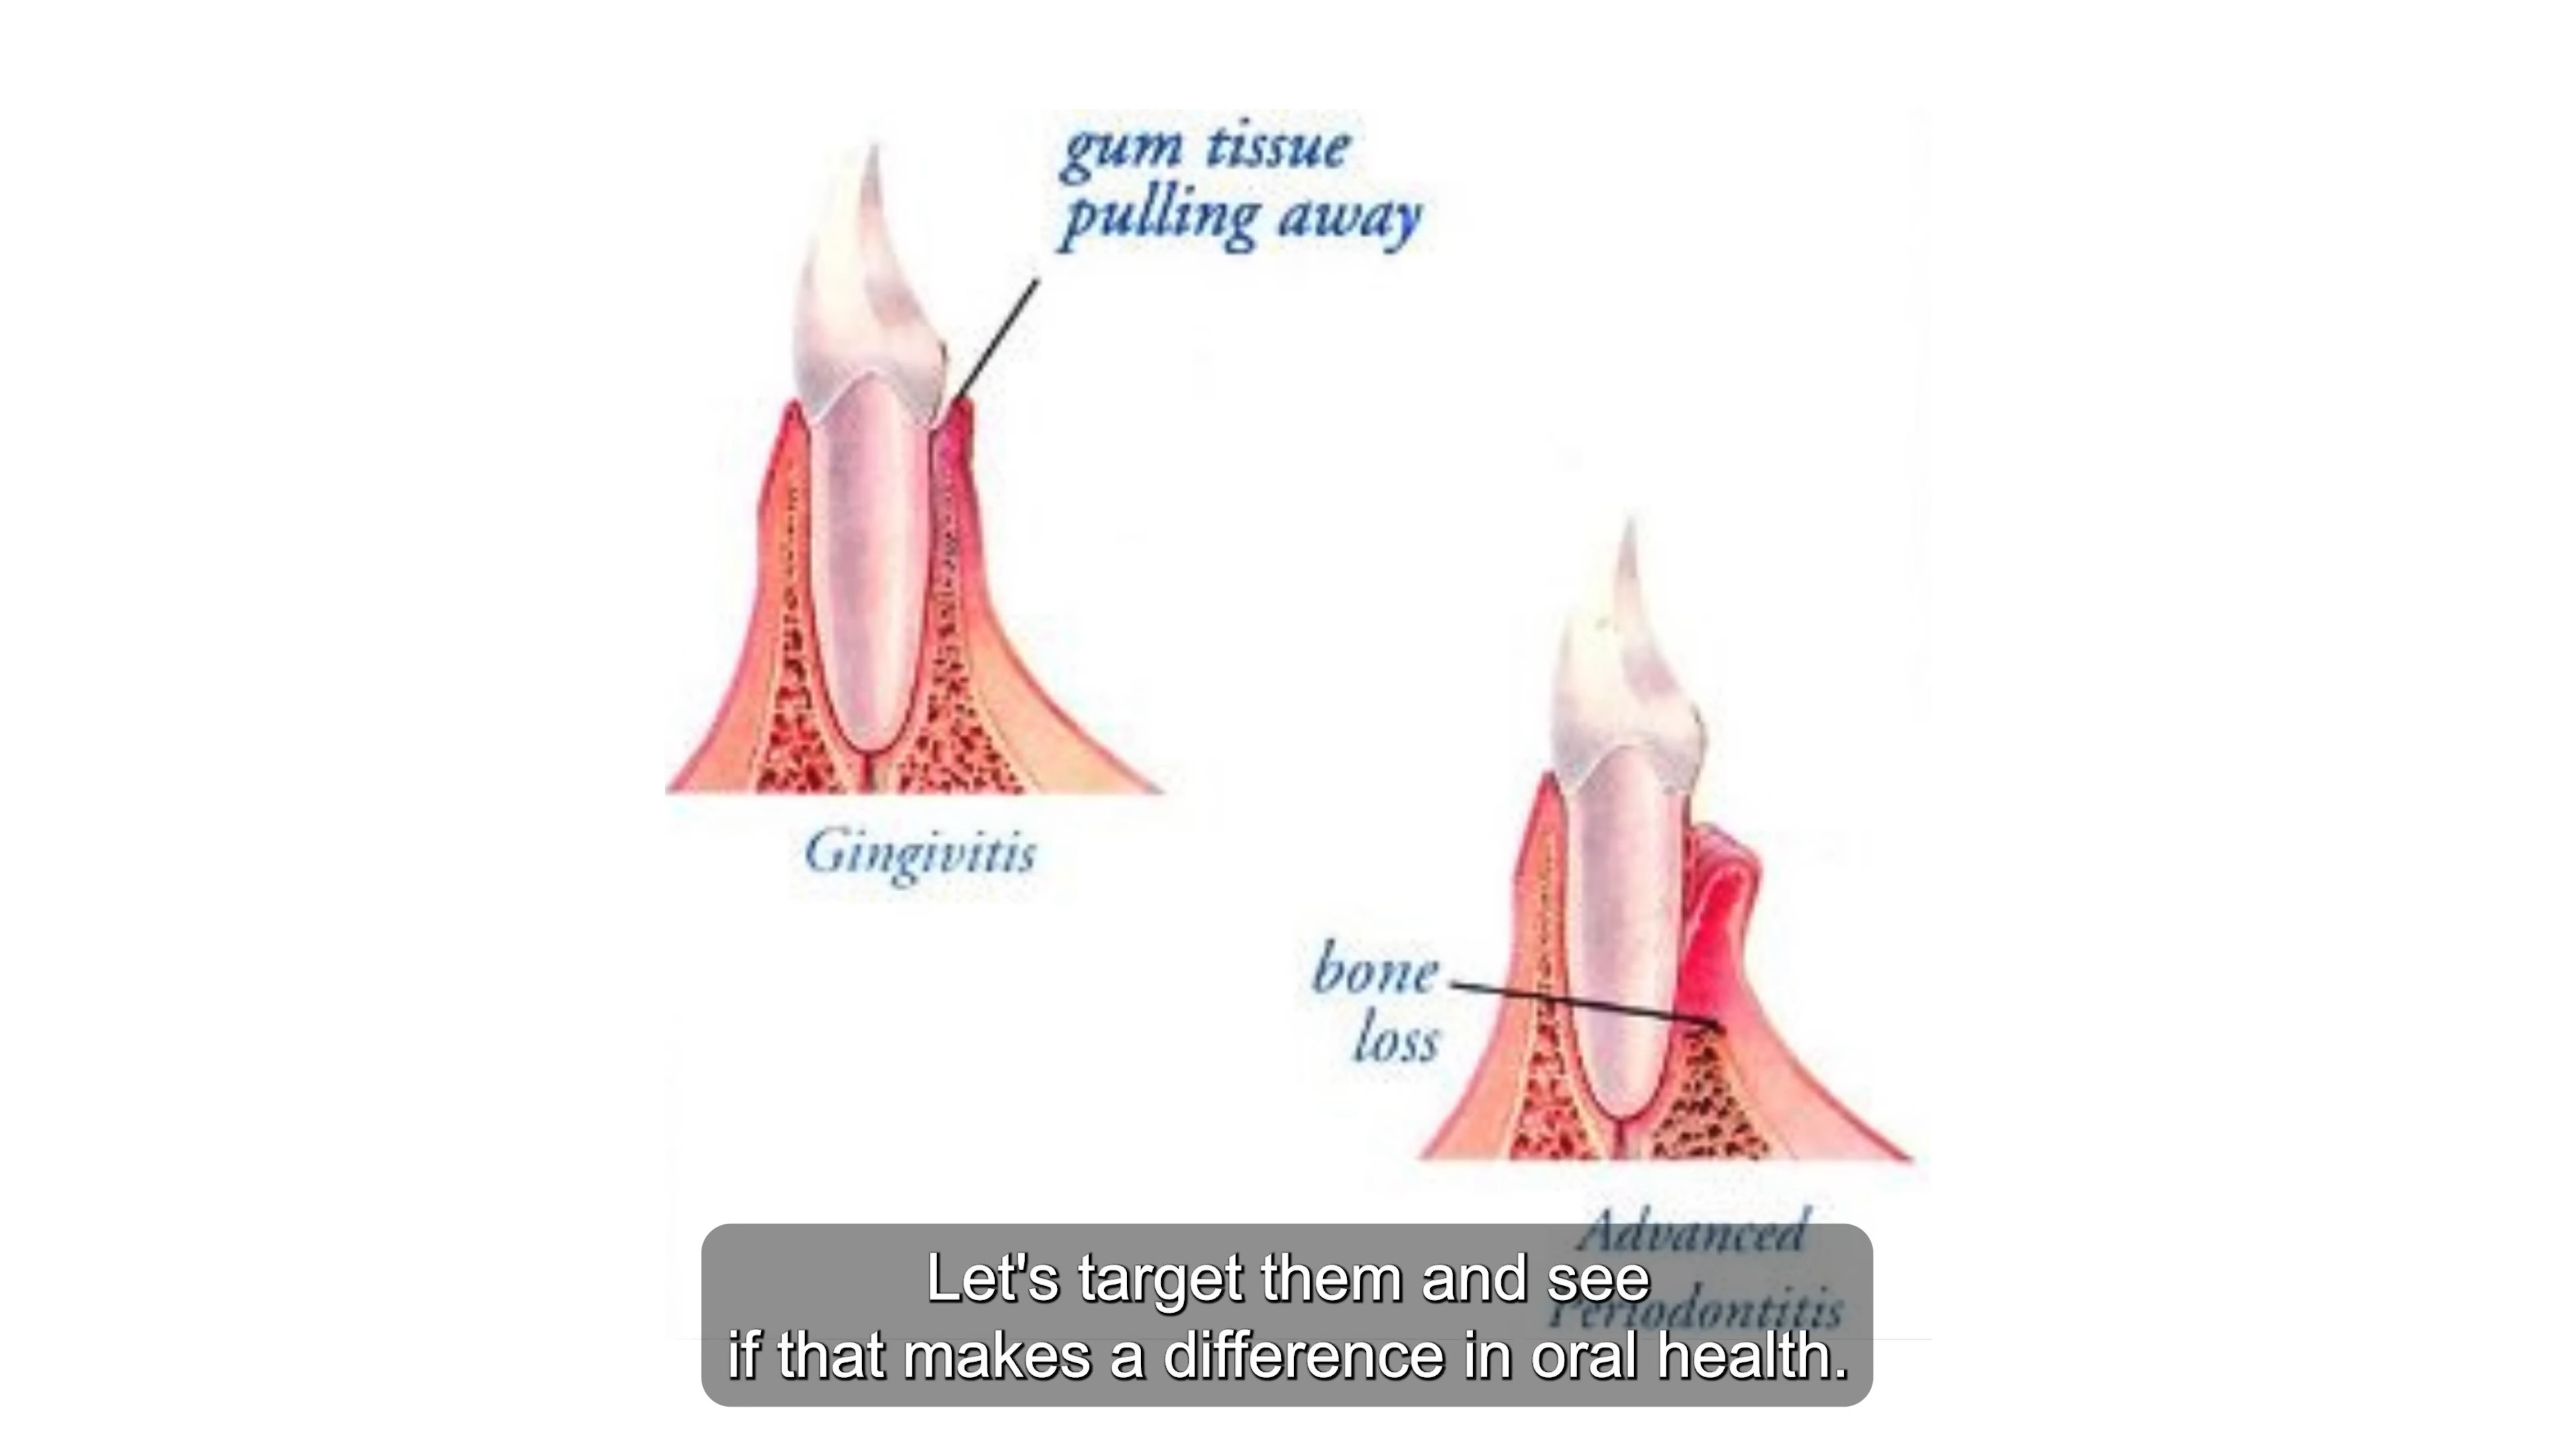 gum tissue
pulling away
Gingivitis
bone
loss
Advanced
Periodontitis
Let's target them and see
if that makes a difference in oral health.